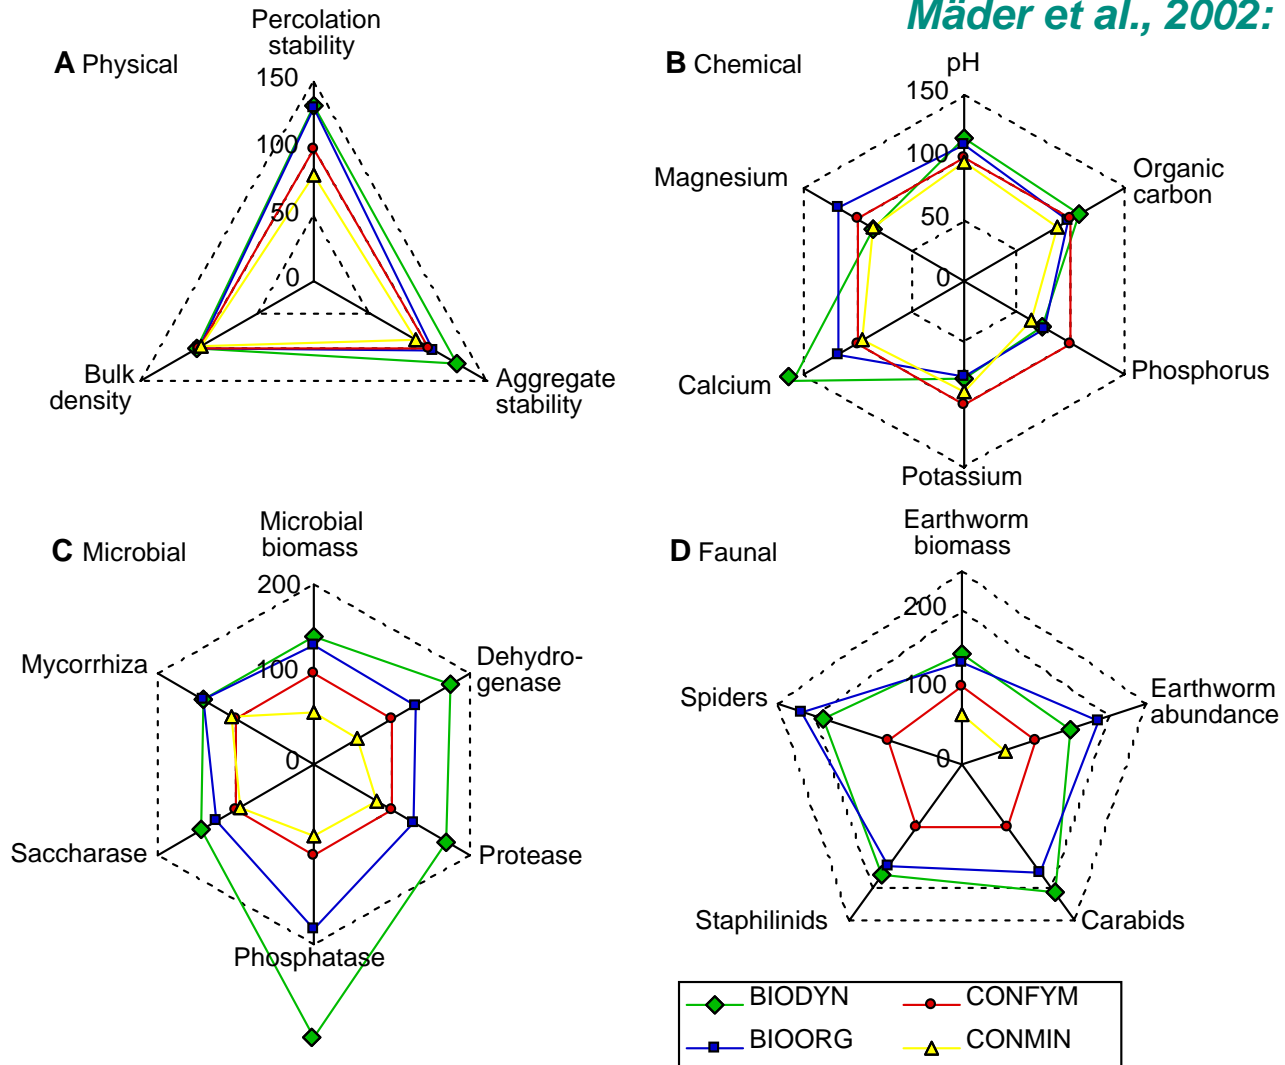 Mäder et al., 2002:
A Physical
Percolation
stability
150
100
50
0
Bulk
density
Aggregate
stability
B Chemical
pH
150
100
50
0
Magnesium
Organic
carbon
Calcium
Phosphorus
Potassium
C Microbial
Microbial
biomass
200
100
0
Mycorrhiza
Dehydro-
genase
Saccharase
Protease
Phosphatase
D Faunal
Earthworm
biomass
200
100
0
Spiders
Earthworm
abundance
Staphilinids
Carabids
BIODYN
CONFYM
BIOORG
CONMIN